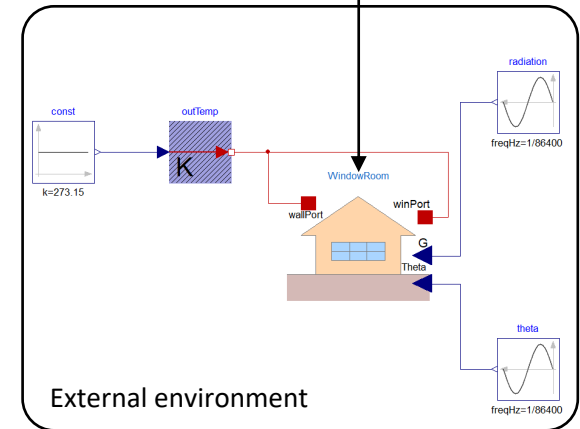 radiation
freqHz=1/86400
const
k=273.15
outTemp
K
WindowRoom
wallPort
winPort
G
Theta
theta
freqHz=1/86400
External environment